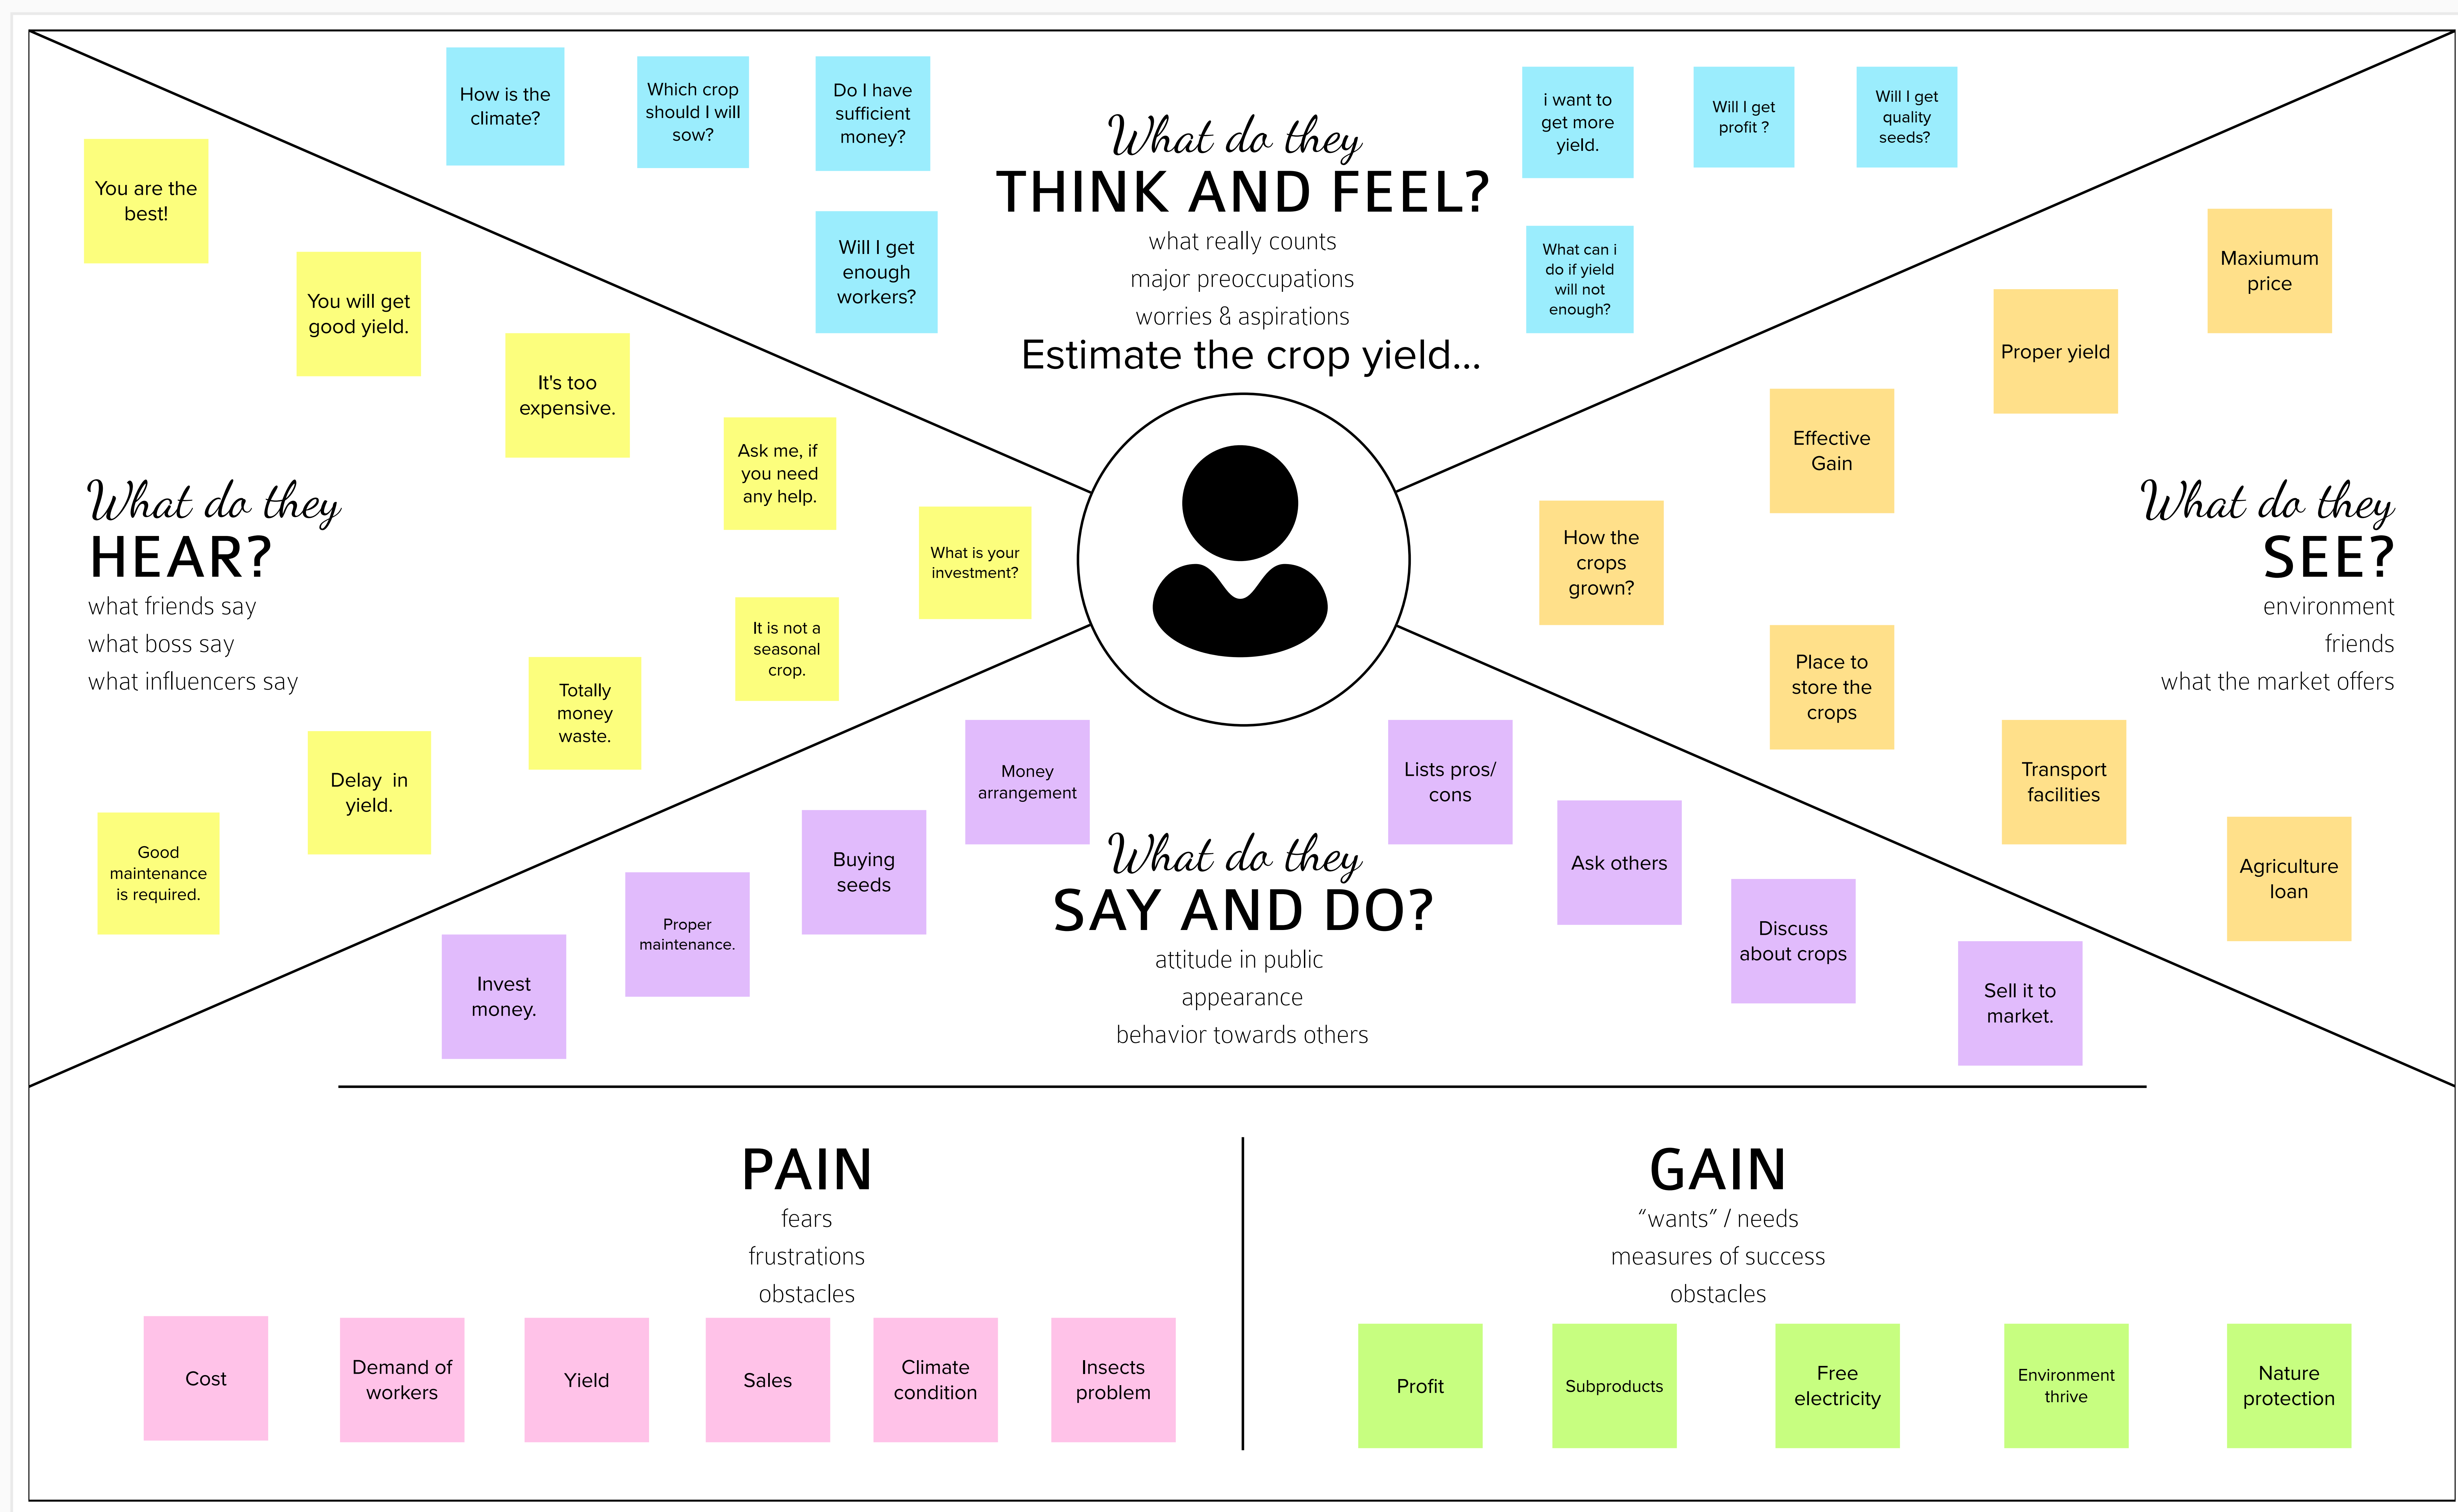 How is the
climate?
Which crop
should I will
sow?
Do I have
sufficient
money?
Will I get
enough
workers?
What do they
THINK AND FEEL?
what really counts
major preoccupations
worries & aspirations
Estimate the crop yield...
i want to
get more
yield.
Will I get
profit ?
Will I get
quality
seeds?
What can i
do if yield
will not
enough?
You are the
best!
You will get
good yield.
It's too
expensive.
Ask me, if
you need
any help.
What is your
investment?
What do they
HEAR?
what friends say
what boss say
what influencers say
It is not a
seasonal
crop.
Totally
money
waste.
Delay  in
yield.
Good
maintenance
is required.
Maxiumum
price
Proper yield
Effective
Gain
How the
crops
grown?
What do they
SEE?
environment
friends
what the market offers
Place to
store the
crops
Transport
facilities
Agriculture
loan
Money
arrangement
Buying
seeds
Proper
maintenance.
Invest
money.
What do they
SAY AND DO?
attitude in public
appearance
behavior towards others
Lists pros/
cons
Ask others
Discuss
about crops
Sell it to
market.
PAIN
fears
frustrations
obstacles
Cost
Demand of
workers
Yield
Sales
Climate
condition
Insects
problem
GAIN
“wants” / needs
measures of success
obstacles
Profit
Subproducts
Free
electricity
Environment
thrive
Nature
protection